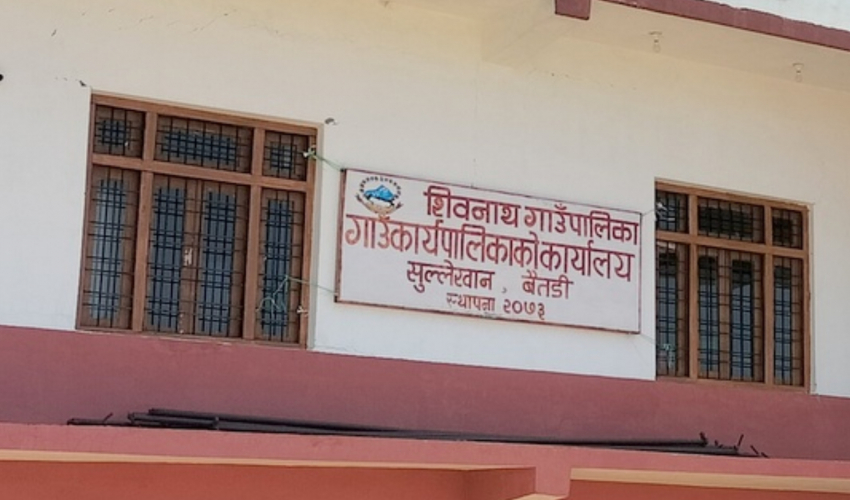 शिवनाथ गाउँपालिका
गाउँकार्यपालिकाको कार्यालय
सुल्लेखान, बैतडी
स्थापना २०७३